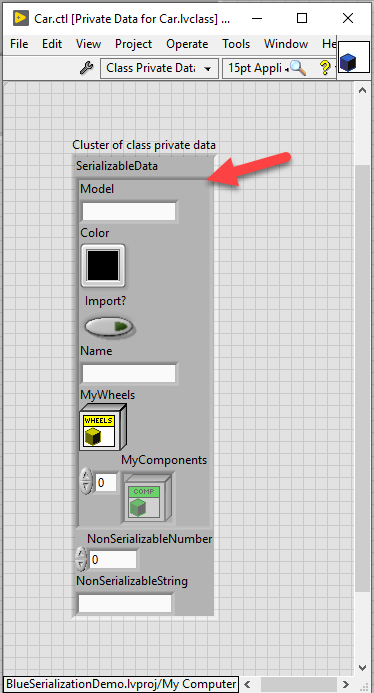 Car.ctl [Private Data for Car.lvclass] ...
File Edit View Project Operate Tools Window He
Class Private Data 15pt Appli
Cluster of class private data
SerializableData
Model
Color
Import?
Name
MyWheels
WHEELS
MyComponents
0
COMP
NonSerializableNumber
0
NonSerializableString
BlueSerializationDemo.lvproj/My Computer